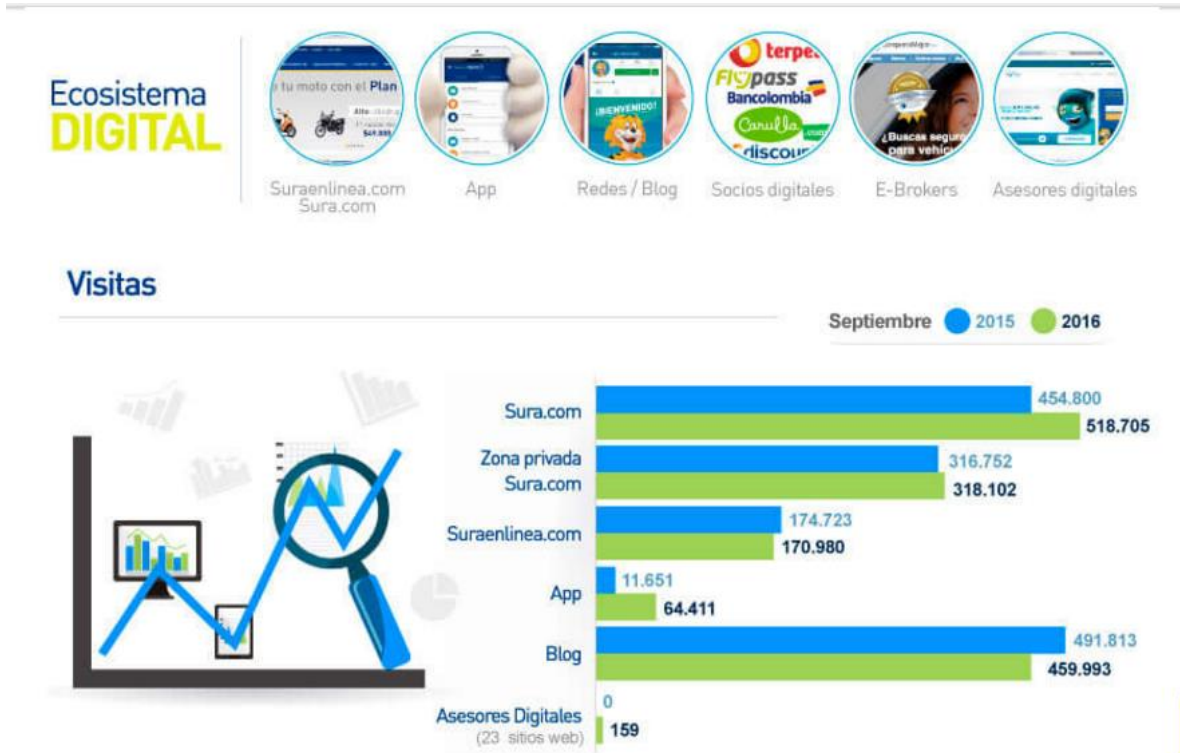 Ecosistema
DIGITAL
tu moto con el Plan
terpel
Flypass
Bancolombia
Carulla.com
discou
¡BIENVENIDO!
¿Buscas seguro
para vehícu
Suraenlinea.com
Sura.com
App
Redes / Blog
Socios digitales
E-Brokers
Asesores digitales
Visitas
Septiembre 2015 2016
Sura.com
454.800
518.705
Zona privada
Sura.com
316.752
318.102
Suraenlinea.com
174.723
170.980
App
11.651
64.411
Blog
491.813
459.993
Asesores Digitales
(23 sitios web)
0
159